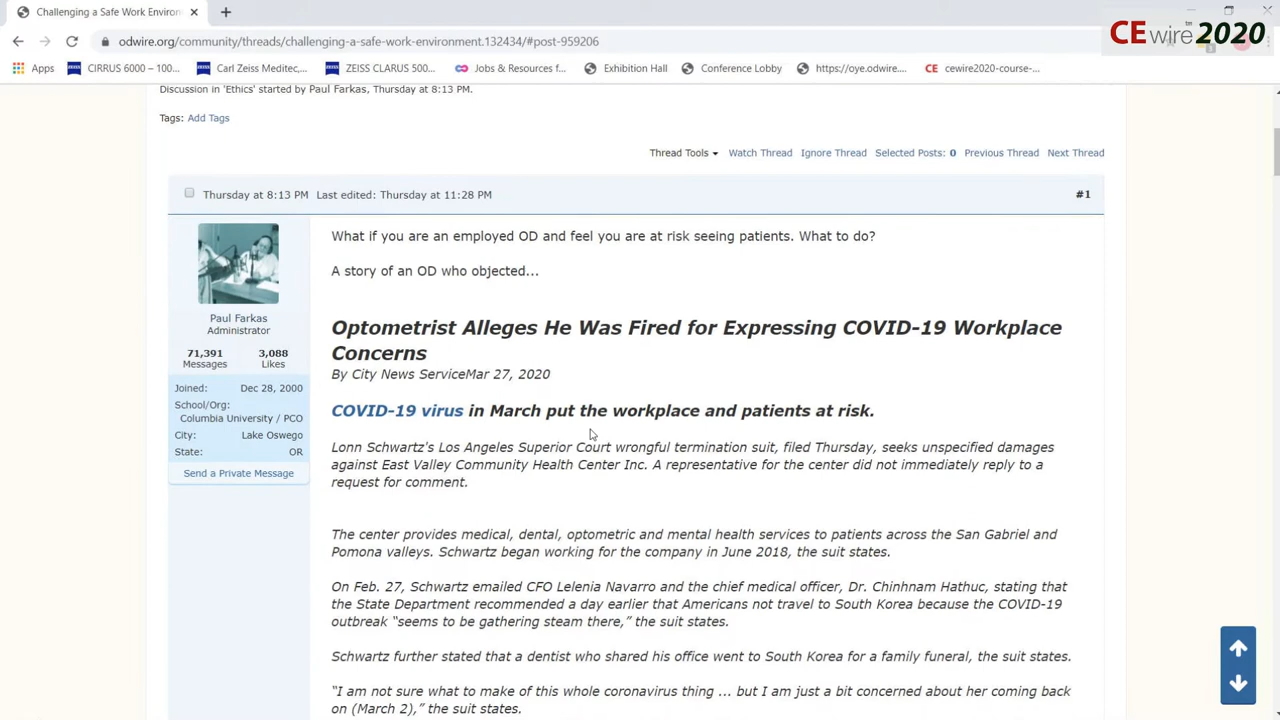 Challenging a Safe Work Environ
CEwire™2020
odwire.org/community/threads/challenging-a-safe-work-environment.132434/#post-959206
Apps
CIRRUS 6000 – 100...
Carl Zeiss Meditec,...
ZEISS CLARUS 500...
Jobs & Resources f...
Exhibition Hall
Conference Lobby
https://oye.odwire....
CE cewire2020-course-...
Discussion in 'Ethics' started by Paul Farkas, Thursday at 8:13 PM.
Tags: Add Tags
Thread Tools Watch Thread Ignore Thread Selected Posts: 0 Previous Thread Next Thread
Thursday at 8:13 PM Last edited: Thursday at 11:28 PM #1
Paul Farkas
Administrator
71,391 3,088
Messages Likes
Joined: Dec 28, 2000
School/Org:
Columbia University / PCO
City: Lake Oswego
State: OR
Send a Private Message
What if you are an employed OD and feel you are at risk seeing patients. What to do?
A story of an OD who objected...
Optometrist Alleges He Was Fired for Expressing COVID-19 Workplace
Concerns
By City News ServiceMar 27, 2020
COVID-19 virus in March put the workplace and patients at risk.
Lonn Schwartz's Los Angeles Superior Court wrongful termination suit, filed Thursday, seeks unspecified damages
against East Valley Community Health Center Inc. A representative for the center did not immediately reply to a
request for comment.
The center provides medical, dental, optometric and mental health services to patients across the San Gabriel and
Pomona valleys. Schwartz began working for the company in June 2018, the suit states.
On Feb. 27, Schwartz emailed CFO Lelenia Navarro and the chief medical officer, Dr. Chinhnam Hathuc, stating that
the State Department recommended a day earlier that Americans not travel to South Korea because the COVID-19
outbreak “seems to be gathering steam there,” the suit states.
Schwartz further stated that a dentist who shared his office went to South Korea for a family funeral, the suit states.
“I am not sure what to make of this whole coronavirus thing ... but I am just a bit concerned about her coming back
on (March 2),” the suit states.